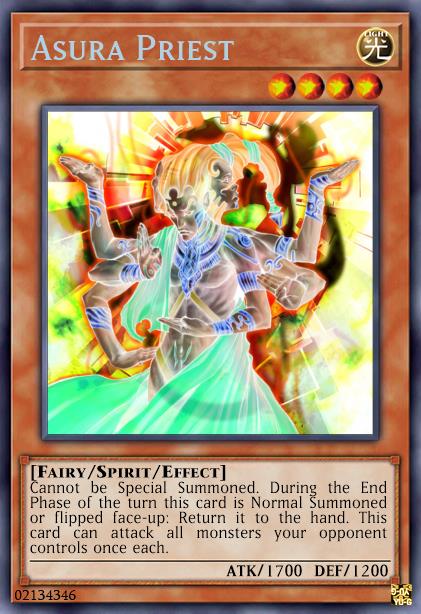 Asura Priest
LIGHT
光
[Fairy/Spirit/Effect]
Cannot be Special Summoned. During the End
Phase of the turn this card is Normal Summoned
or flipped face-up: Return it to the hand. This
card can attack all monsters your opponent
controls once each.
ATK/1700 DEF/1200
02134346